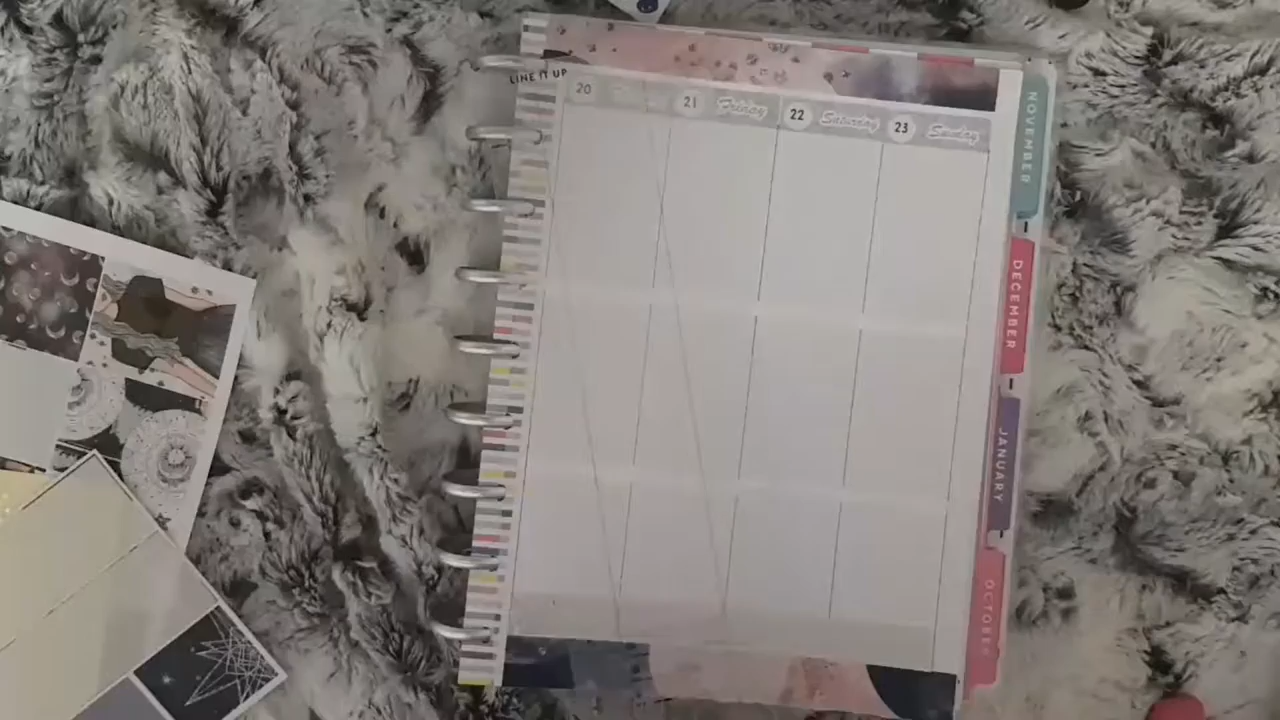 LINE IT UP
20
21 Friday
22 Saturday
23 Sunday
NOVEMBER
DECEMBER
JANUARY
OCTOBER